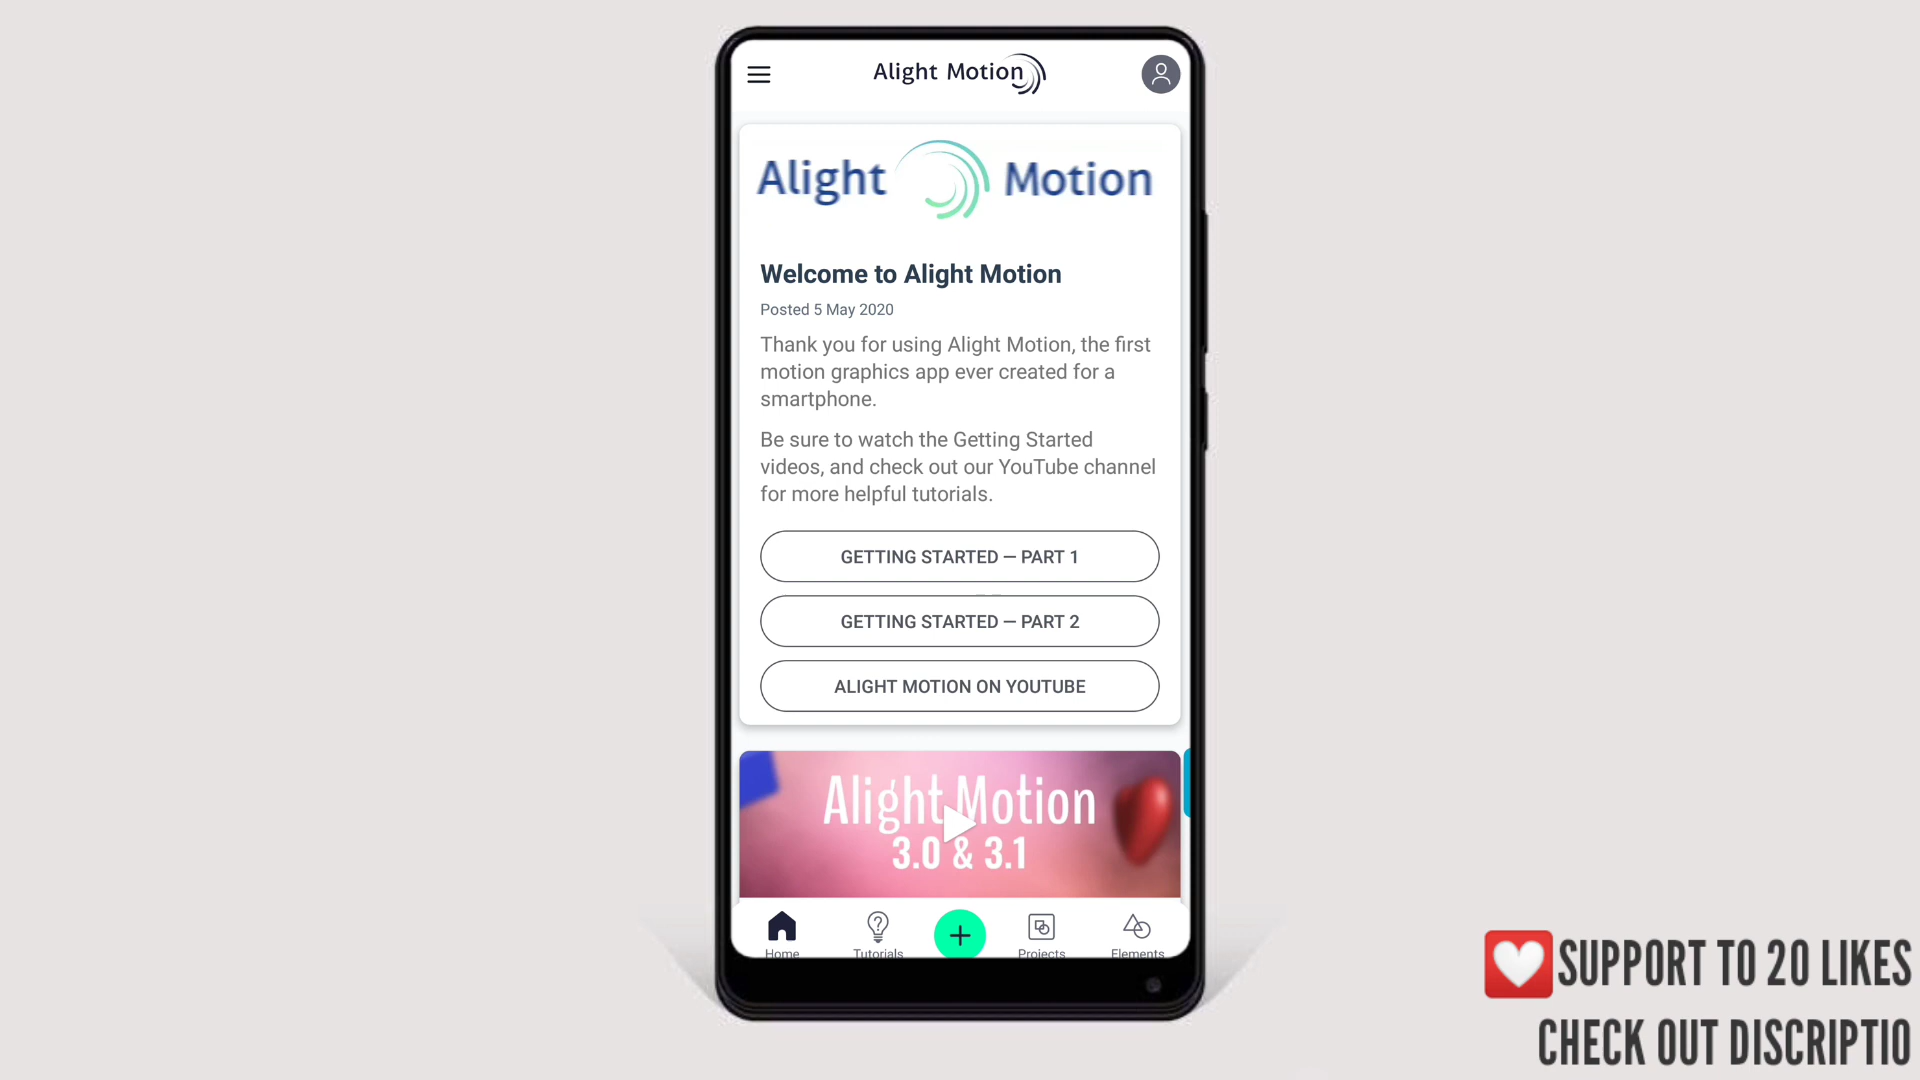 Alight Motion
Alight Motion
Welcome to Alight Motion
Posted 5 May 2020
Thank you for using Alight Motion, the first
motion graphics app ever created for a
smartphone.
Be sure to watch the Getting Started
videos, and check out our YouTube channel
for more helpful tutorials.
GETTING STARTED — PART 1
GETTING STARTED — PART 2
ALIGHT MOTION ON YOUTUBE
Alight Motion
3.0 & 3.1
Home
Tutorials
Projects
Elements
SUPPORT TO 20 LIKES
CHECK OUT DISCRIPTIO